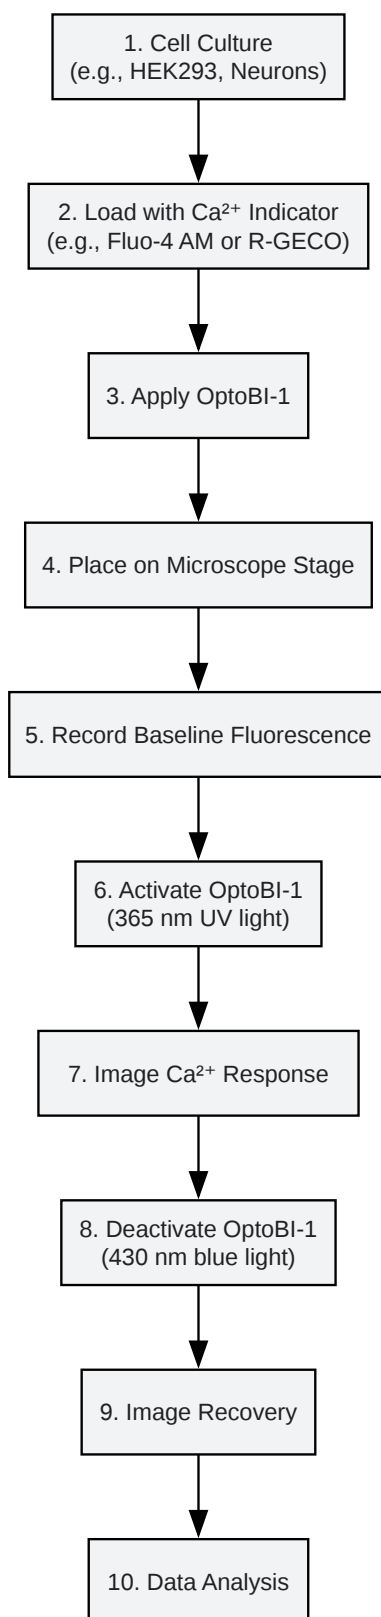 1. Cell Culture
(e.g., HEK293, Neurons)
2. Load with Ca²⁺ Indicator
(e.g., Fluo-4 AM or R-GECO)
3. Apply OptoBI-1
4. Place on Microscope Stage
5. Record Baseline Fluorescence
6. Activate OptoBI-1
(365 nm UV light)
7. Image Ca²⁺ Response
8. Deactivate OptoBI-1
(430 nm blue light)
9. Image Recovery
10. Data Analysis